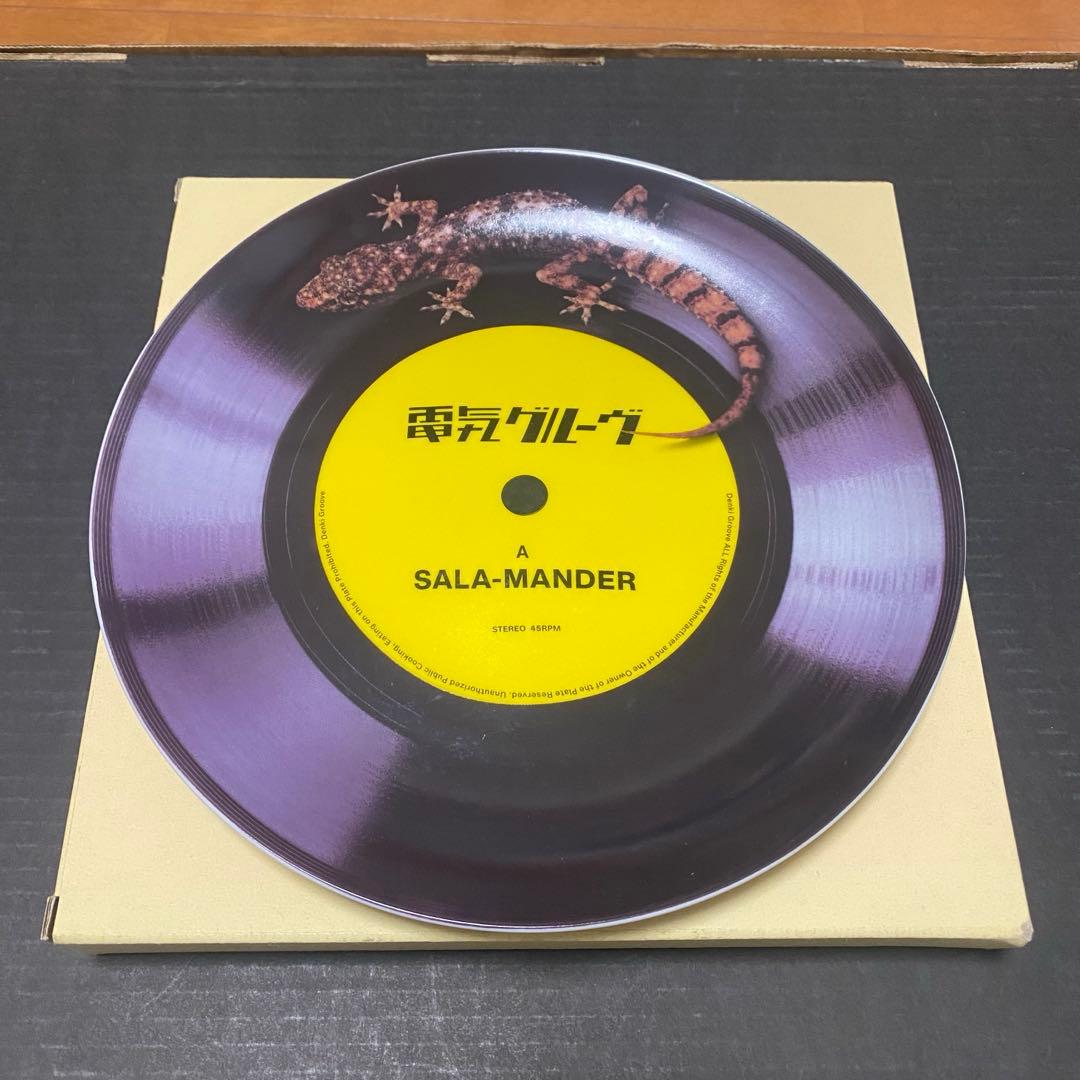 電気グルーヴ
A
SALA-MANDER
STEREO 45RPM
Denki Groove ALL Rights of the Manufacturer and of the Owner of the Plate Reserved. Unauthorized Public Cooking, Eating on this Plate Prohibited. Denki Groove